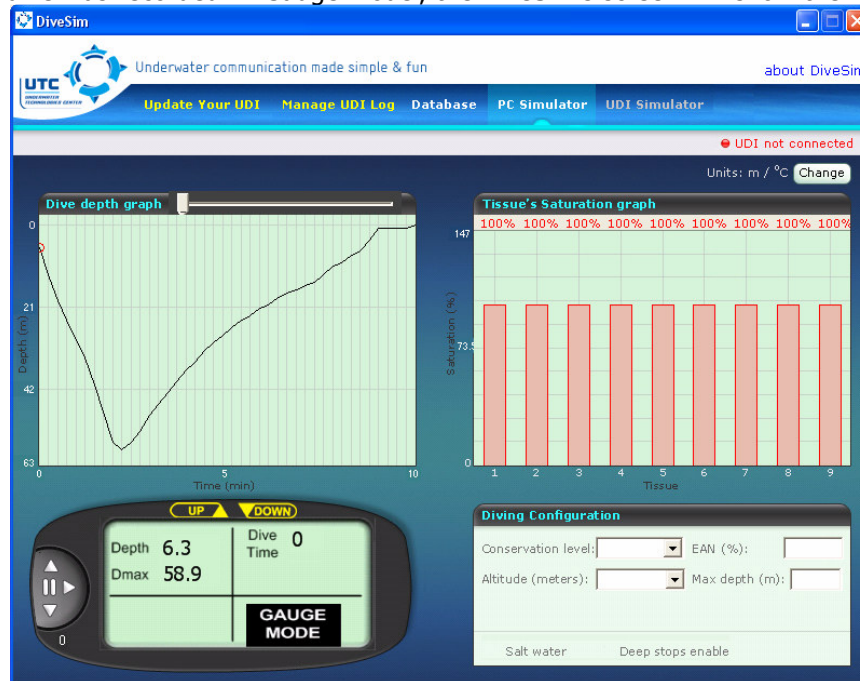 DiveSim
UTC
UNDERWATER
TECHNOLOGIES CENTER
Underwater communication made simple & fun
about DiveSim
Update Your UDI Manage UDI Log Database PC Simulator UDI Simulator
UDI not connected
Units: m / °C Change
Dive depth graph
0
21
42
63
Depth (m)
0 5 10
Time (min)
Tissue's Saturation graph
100% 100% 100% 100% 100% 100% 100% 100% 100%
147
73.5
0
Saturation (%)
1 2 3 4 5 6 7 8 9
Tissue
UP DOWN
Depth 6.3
Dmax 58.9
Dive Time 0
GAUGE
MODE
0
Diving Configuration
Conservation level: EAN (%):
Altitude (meters): Max depth (m):
Salt water Deep stops enable